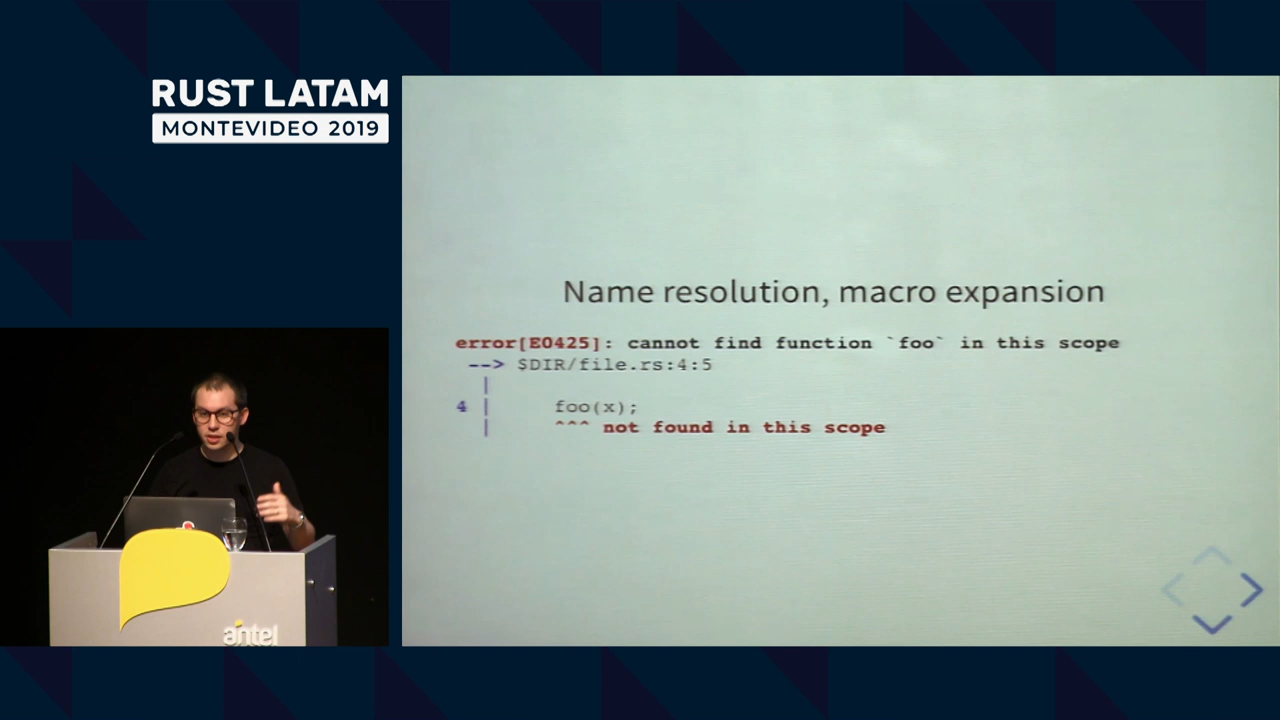 RUST LATAM
MONTEVIDEO 2019
Name resolution, macro expansion
error[E0425]: cannot find function `foo` in this scope
--> $DIR/file.rs:4:5
|
4 | foo(x);
| ^^^ not found in this scope
antel